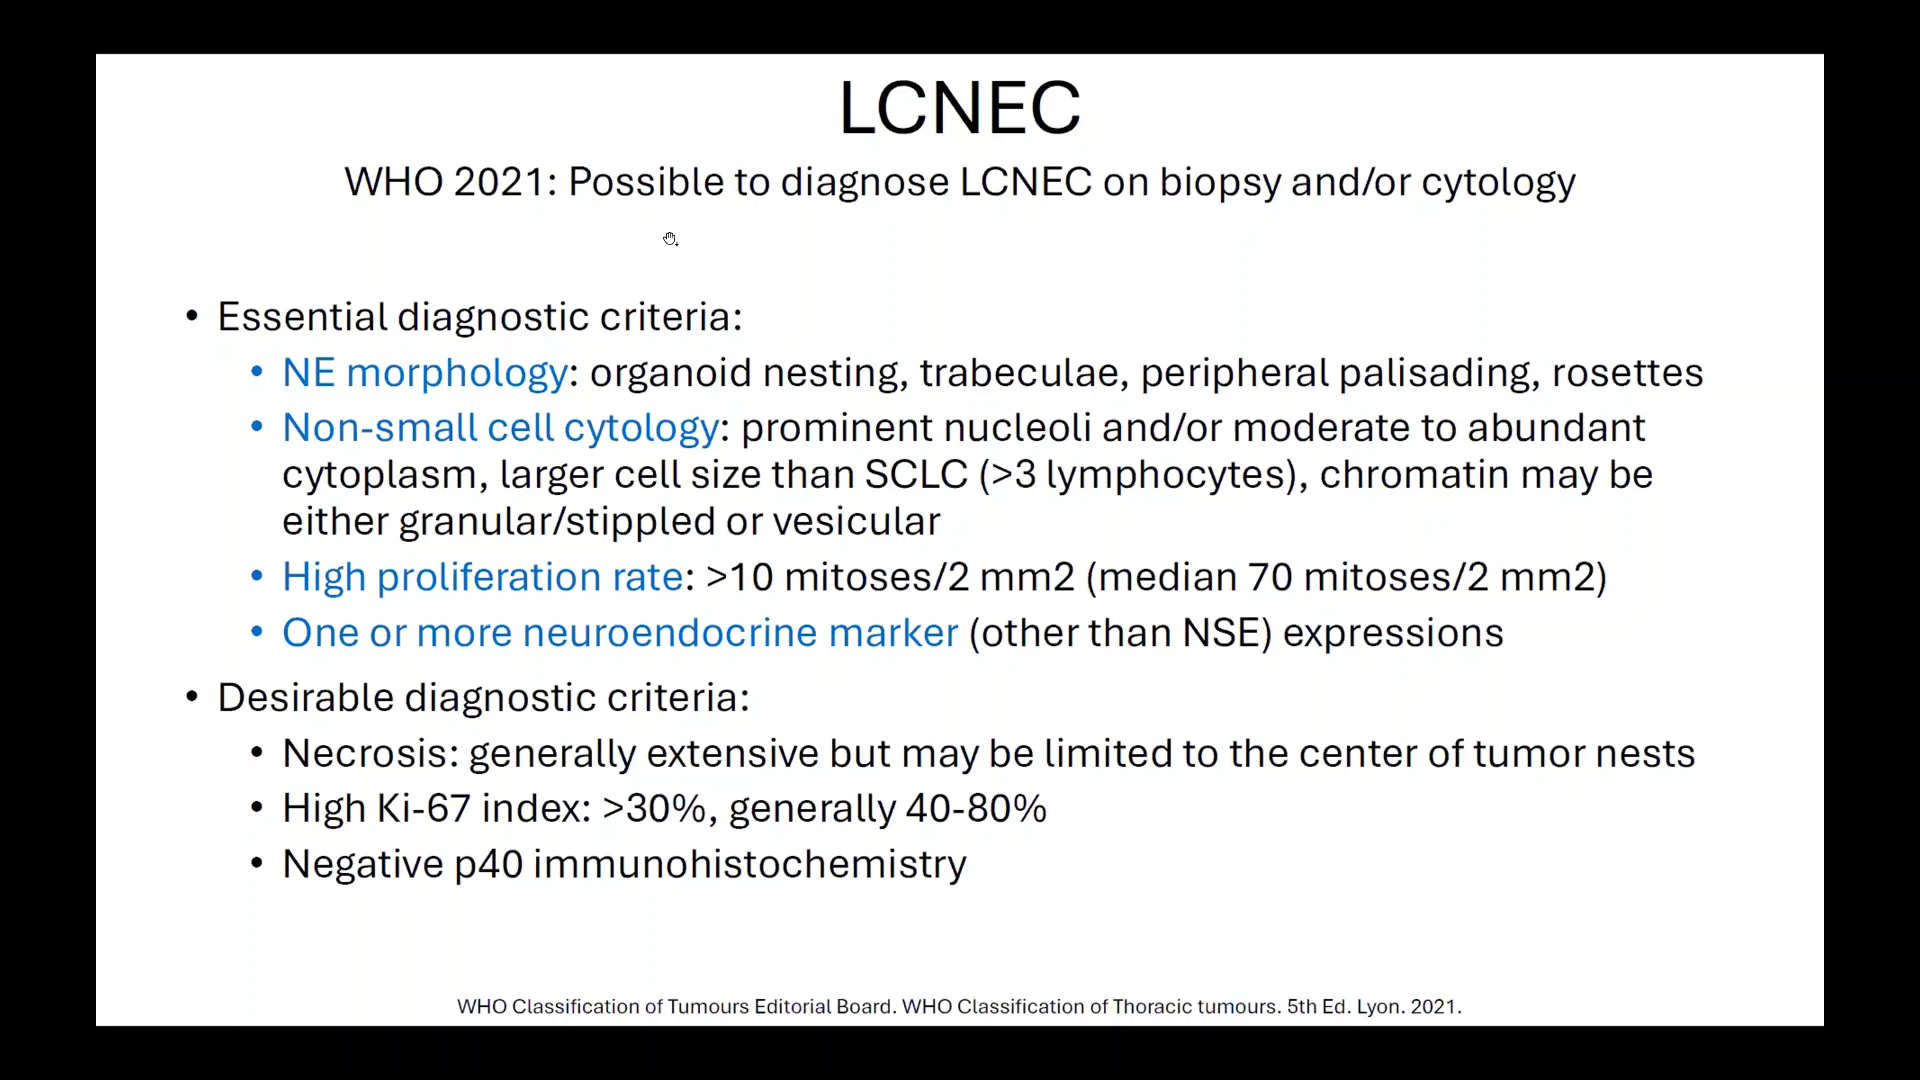 LCNEC
WHO 2021: Possible to diagnose LCNEC on biopsy and/or cytology
• Essential diagnostic criteria:
• NE morphology: organoid nesting, trabeculae, peripheral palisading, rosettes
• Non-small cell cytology: prominent nucleoli and/or moderate to abundant
cytoplasm, larger cell size than SCLC (>3 lymphocytes), chromatin may be
either granular/stippled or vesicular
• High proliferation rate: >10 mitoses/2 mm2 (median 70 mitoses/2 mm2)
• One or more neuroendocrine marker (other than NSE) expressions
• Desirable diagnostic criteria:
• Necrosis: generally extensive but may be limited to the center of tumor nests
• High Ki-67 index: >30%, generally 40-80%
• Negative p40 immunohistochemistry
WHO Classification of Tumours Editorial Board. WHO Classification of Thoracic tumours. 5th Ed. Lyon. 2021.